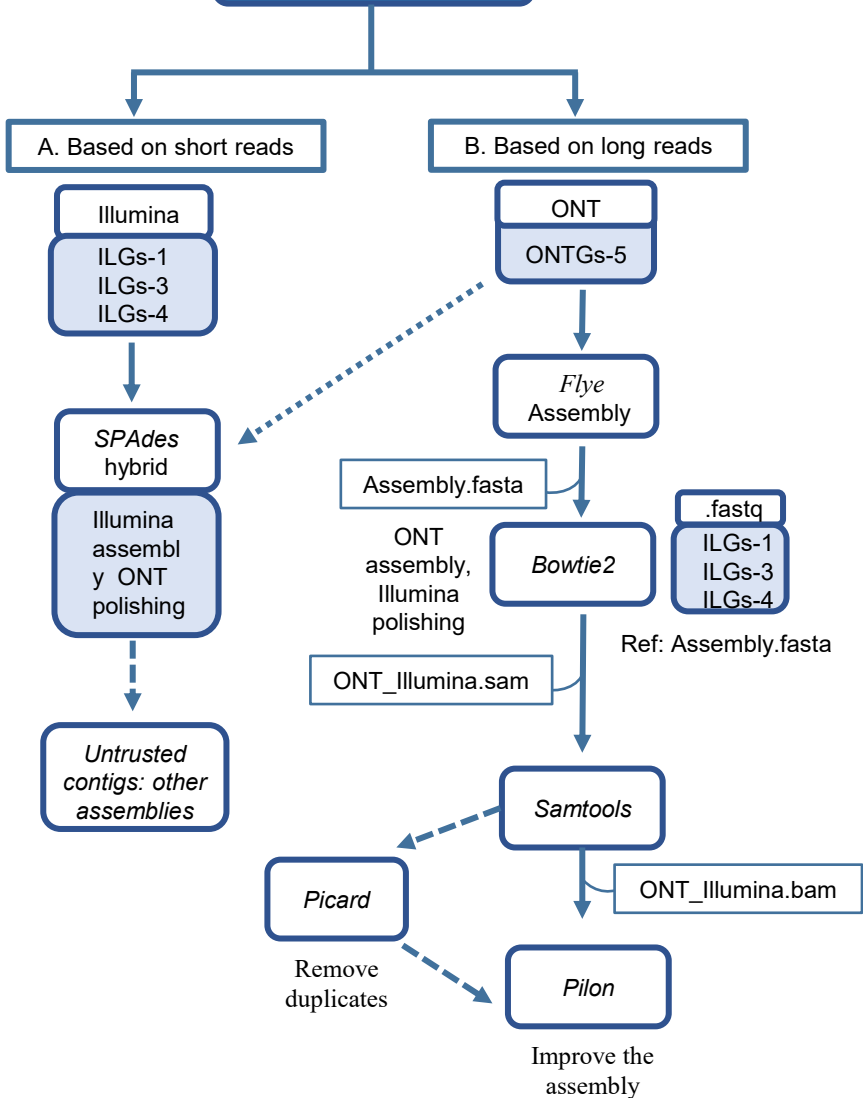 A. Based on short reads
B. Based on long reads
Illumina
ILGs-1
ILGs-3
ILGs-4
ONT
ONTGs-5
SPAdes
hybrid
Illumina
assembl
y ONT
polishing
Untrusted
contigs: other
assemblies
Flye
Assembly
Assembly.fasta
ONT
assembly,
Illumina
polishing
Bowtie2
.fastq
ILGs-1
ILGs-3
ILGs-4
Ref: Assembly.fasta
ONT_Illumina.sam
Samtools
Picard
Remove
duplicates
ONT_Illumina.bam
Pilon
Improve the
assembly